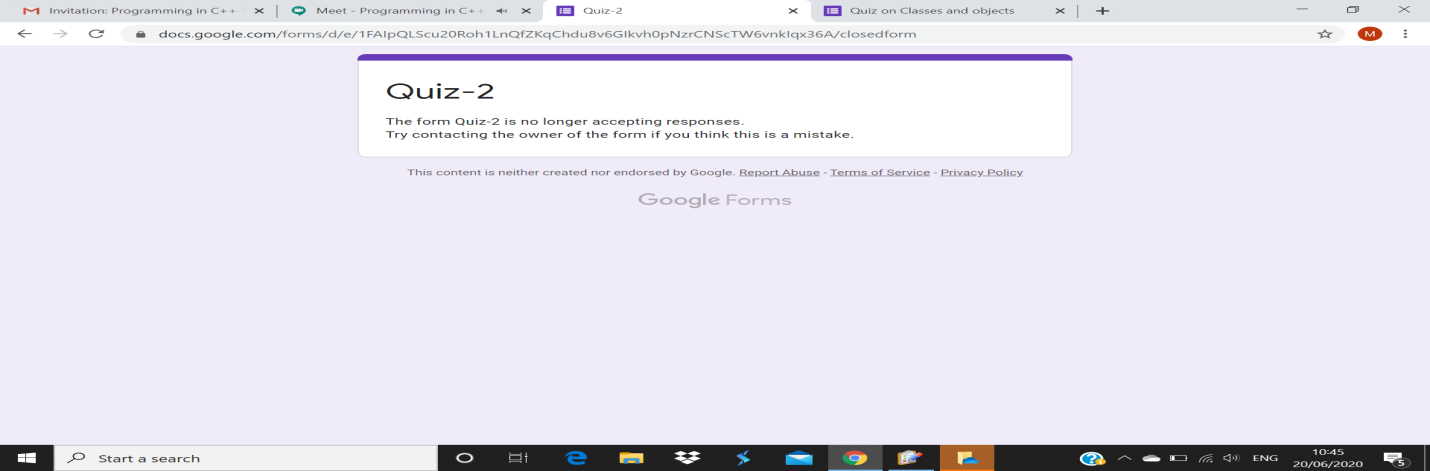 Invitation: Programming in C++
Meet - Programming in C++
Quiz-2
Quiz on Classes and objects
docs.google.com/forms/d/e/1FAIpQLScu20Roh1LnQfZKqChdu8v6GIkvh0pNzrCNScTW6vnkIqx36A/closedform
M
Quiz-2
The form Quiz-2 is no longer accepting responses.
Try contacting the owner of the form if you think this is a mistake.
This content is neither created nor endorsed by Google. Report Abuse - Terms of Service - Privacy Policy
Google Forms
Start a search
ENG
10:45
20/06/2020
5